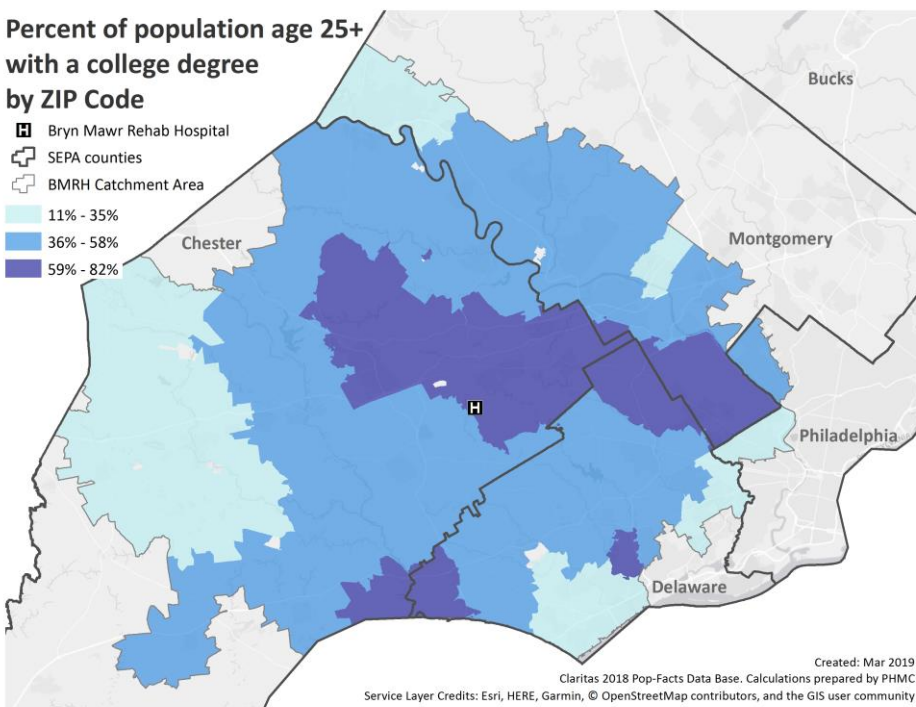 Percent of population age 25+
with a college degree
by ZIP Code
H Bryn Mawr Rehab Hospital
SEPA counties
BMRH Catchment Area
11% - 35%
36% - 58%
59% - 82%
Bucks
Chester
Montgomery
H
Philadelphia
Delaware
Created: Mar 2019
Claritas 2018 Pop-Facts Data Base. Calculations prepared by PHMC
Service Layer Credits: Esri, HERE, Garmin, © OpenStreetMap contributors, and the GIS user community